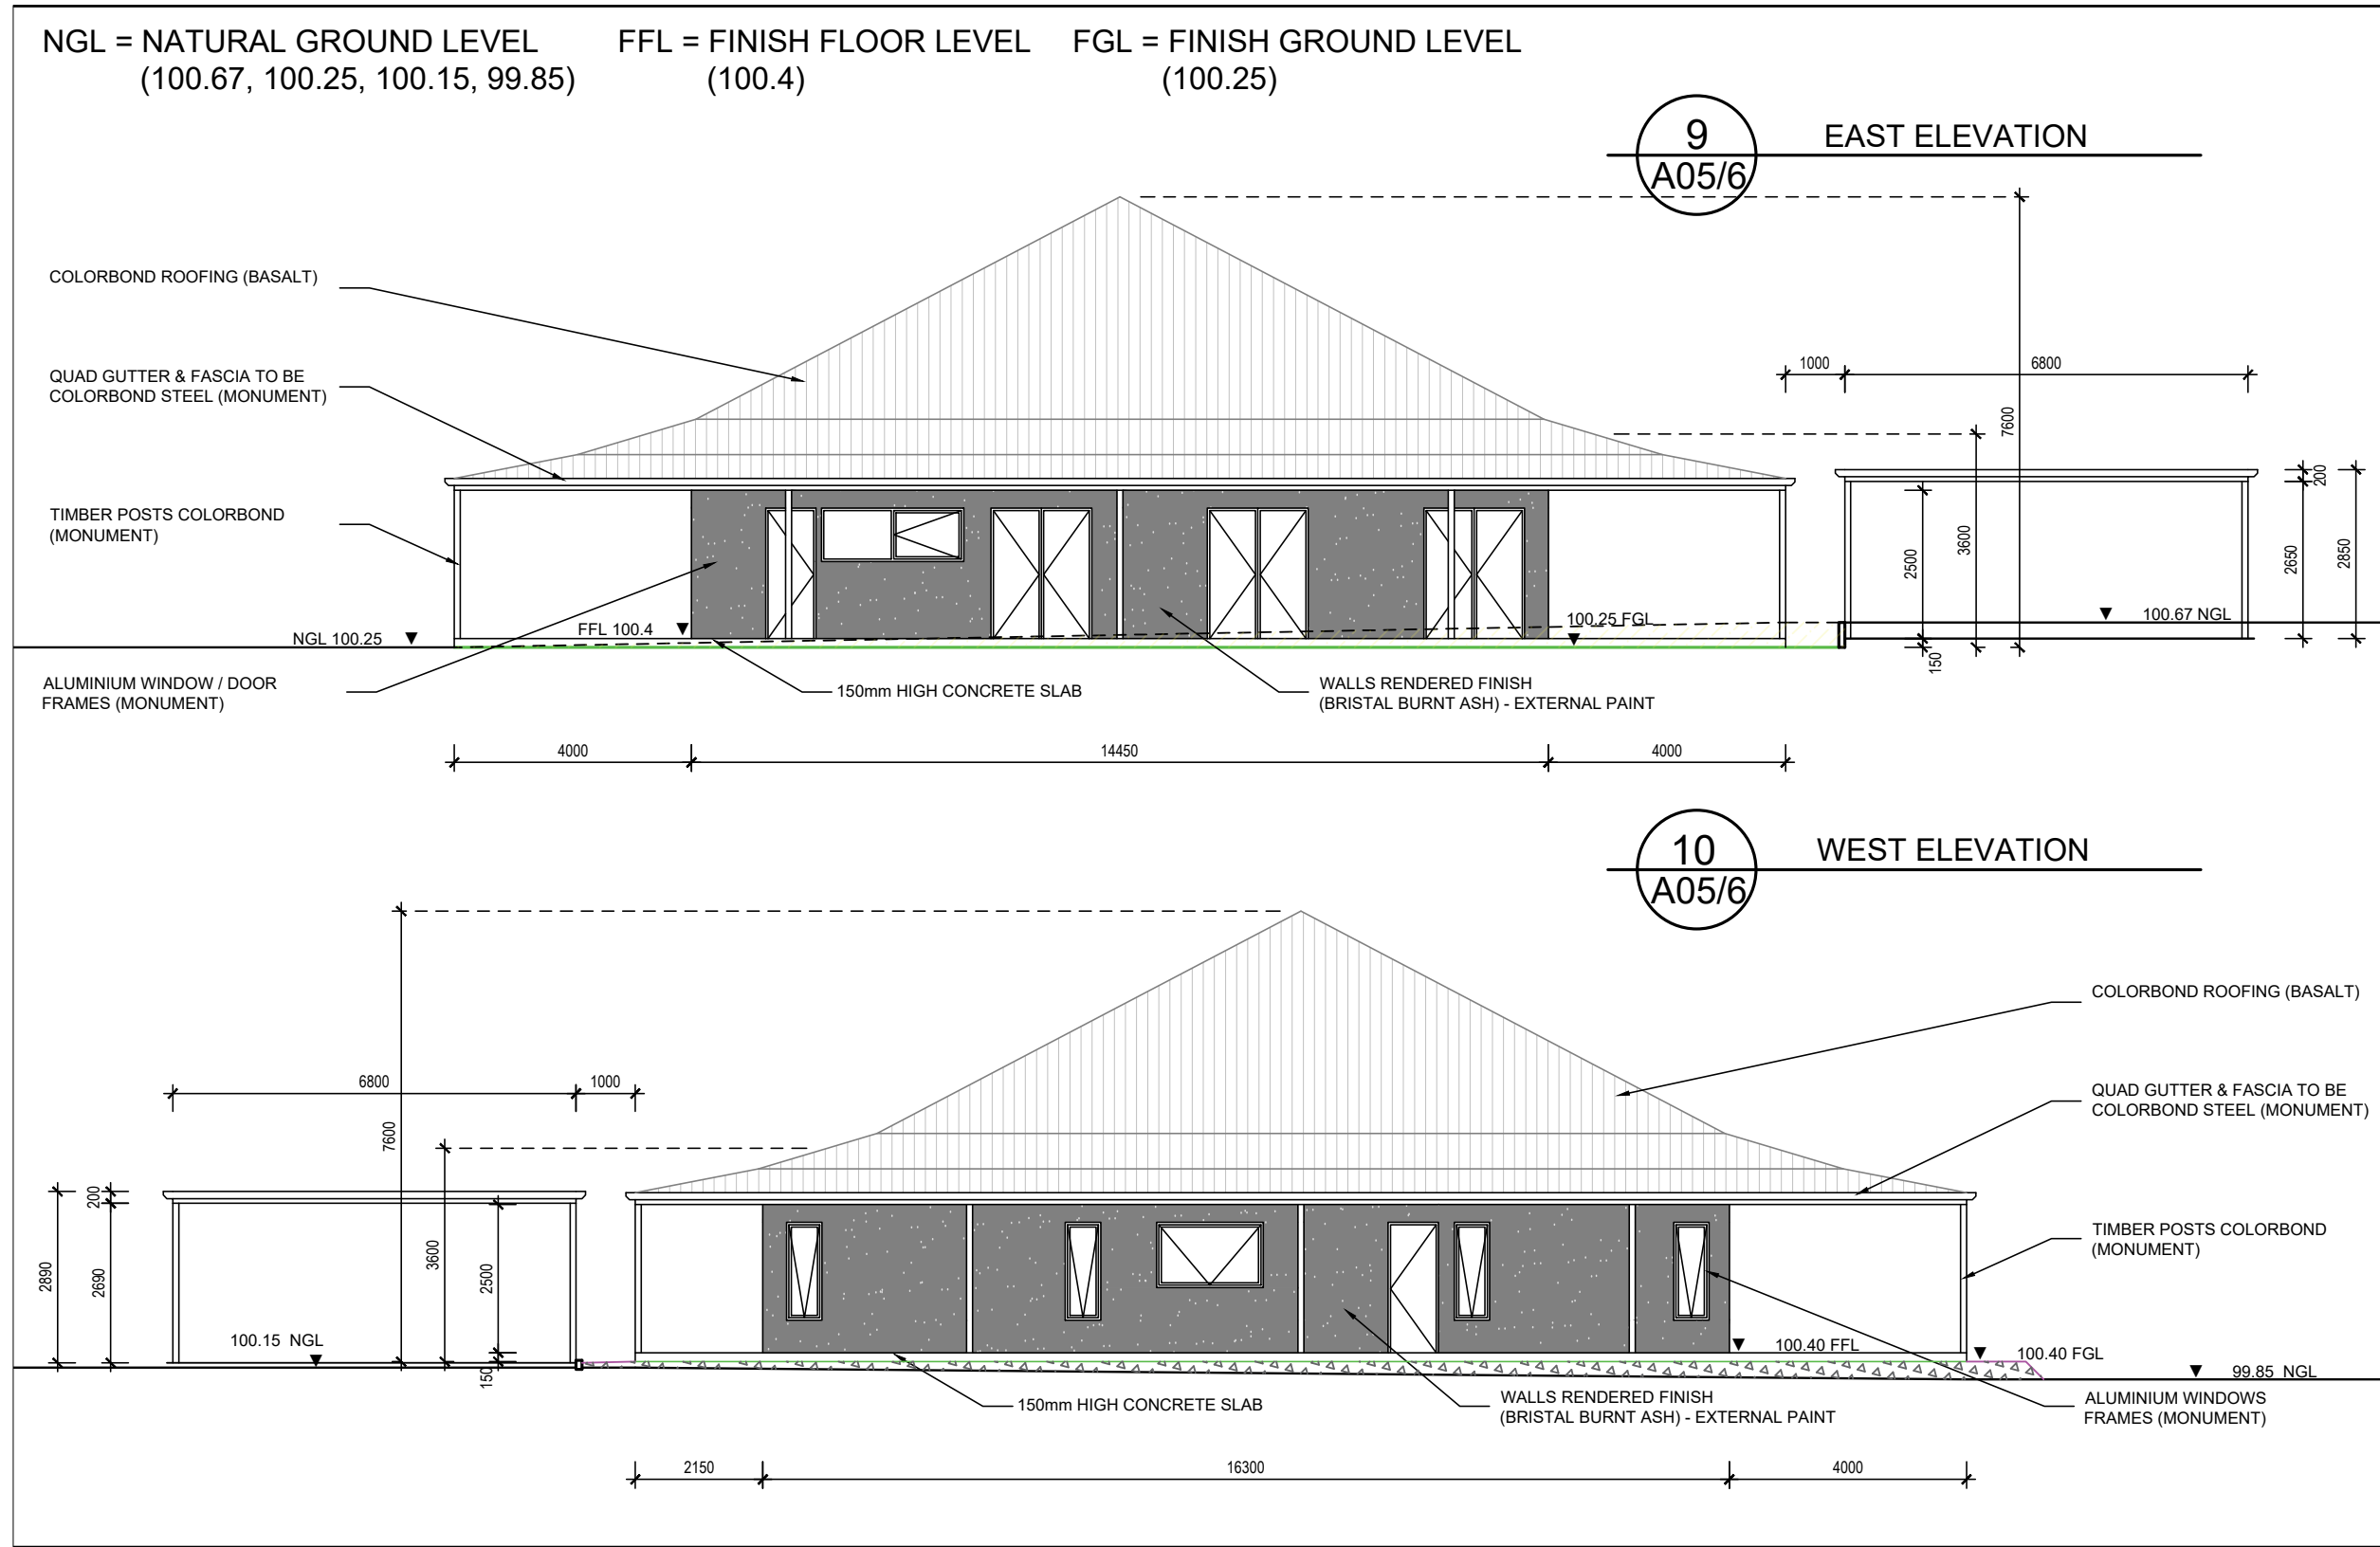 NGL = NATURAL GROUND LEVEL
(100.67, 100.25, 100.15, 99.85)
FFL = FINISH FLOOR LEVEL
(100.4)
FGL = FINISH GROUND LEVEL
(100.25)
9
A05/6
EAST ELEVATION
COLORBOND ROOFING (BASALT)
QUAD GUTTER & FASCIA TO BE
COLORBOND STEEL (MONUMENT)
TIMBER POSTS COLORBOND
(MONUMENT)
1000
6800
7600
3600
2500
150
200
2650
2850
NGL 100.25
FFL 100.4
100.25 FGL
100.67 NGL
ALUMINIUM WINDOW / DOOR
FRAMES (MONUMENT)
150mm HIGH CONCRETE SLAB
WALLS RENDERED FINISH
(BRISTAL BURNT ASH) - EXTERNAL PAINT
4000
14450
4000
10
A05/6
WEST ELEVATION
COLORBOND ROOFING (BASALT)
6800
1000
7600
QUAD GUTTER & FASCIA TO BE
COLORBOND STEEL (MONUMENT)
200
2890
2690
3600
2500
150
TIMBER POSTS COLORBOND
(MONUMENT)
100.15 NGL
100.40 FFL
100.40 FGL
99.85 NGL
150mm HIGH CONCRETE SLAB
WALLS RENDERED FINISH
(BRISTAL BURNT ASH) - EXTERNAL PAINT
ALUMINIUM WINDOWS
FRAMES (MONUMENT)
2150
16300
4000